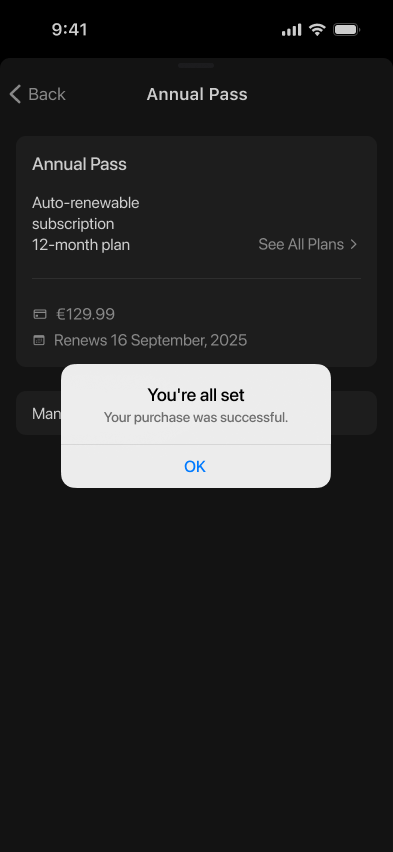 9:41
Back
Annual Pass
Annual Pass
Auto-renewable
subscription
12-month plan
See All Plans
€129.99
Renews 16 September, 2025
Man
You're all set
Your purchase was successful.
OK